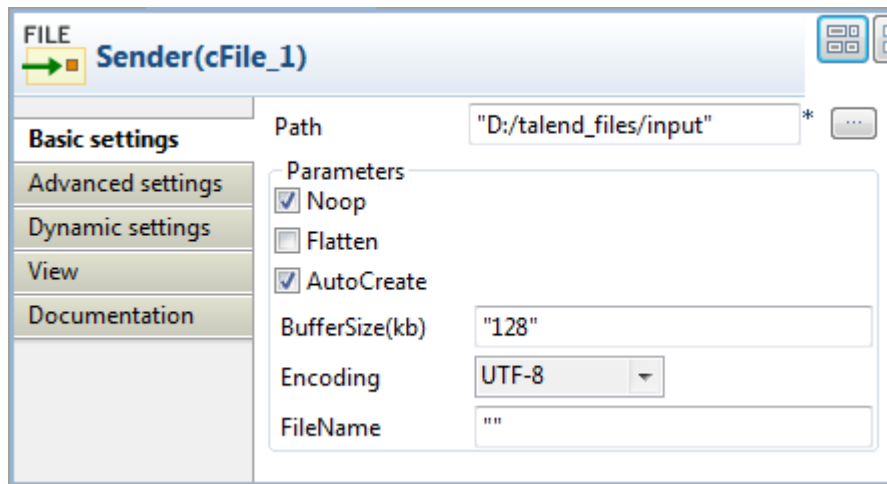 FILE
Sender(cFile_1)
Basic settings
Advanced settings
Dynamic settings
View
Documentation
Path "D:/talend_files/input" * ...
Parameters
Noop
Flatten
AutoCreate
BufferSize(kb) "128"
Encoding UTF-8
FileName ""